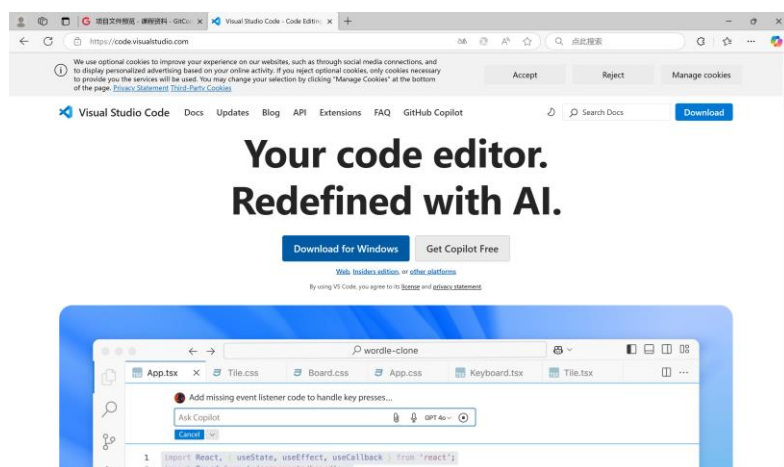 项目文件预览 - 课程资料 - GitCo
Visual Studio Code - Code Editing
https://code.visualstudio.com
点此搜索
We use optional cookies to improve your experience on our websites, such as through social media connections, and
to display personalized advertising based on your online activity. If you reject optional cookies, only cookies necessary
to provide you the services will be used. You may change your selection by clicking "Manage Cookies" at the bottom
of the page. Privacy Statement Third-Party Cookies
Accept
Reject
Manage cookies
Visual Studio Code
Docs
Updates
Blog
API
Extensions
FAQ
GitHub Copilot
Search Docs
Download
Your code editor.
Redefined with AI.
Download for Windows
Get Copilot Free
Web, Insiders edition, or other platforms
By using VS Code, you agree to its license and privacy statement.
wordle-clone
App.tsx
Tile.css
Board.css
App.css
Keyboard.tsx
Tile.tsx
Add missing event listener code to handle key presses...
Ask Copilot
GPT 4o
Cancel
1 import React, { useState, useEffect, useCallback } from 'react';